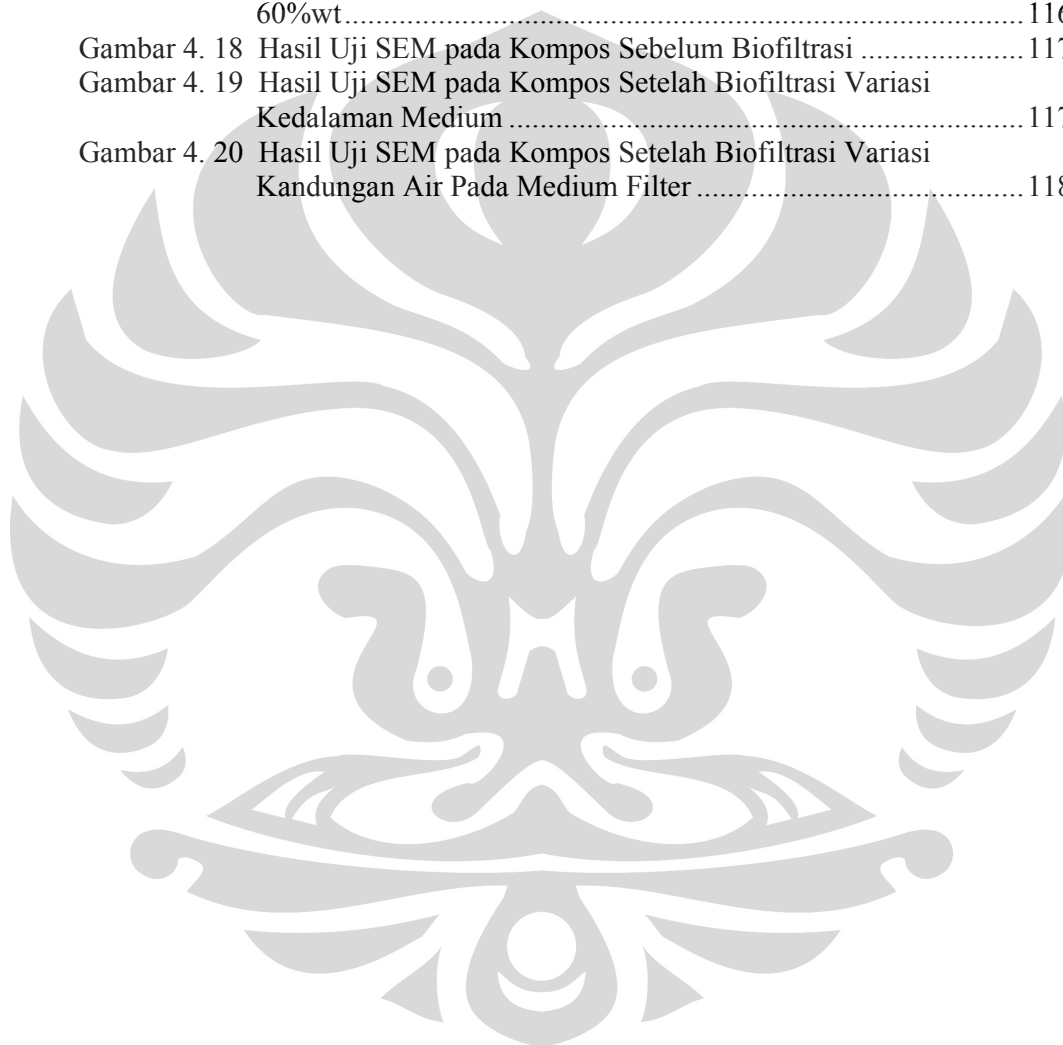 60%wt.......................................................................................... 116
Gambar 4. 18 Hasil Uji SEM pada Kompos Sebelum Biofiltrasi ...................... 117
Gambar 4. 19 Hasil Uji SEM pada Kompos Setelah Biofiltrasi Variasi
Kedalaman Medium .................................................................... 117
Gambar 4. 20 Hasil Uji SEM pada Kompos Setelah Biofiltrasi Variasi
Kandungan Air Pada Medium Filter ........................................... 118